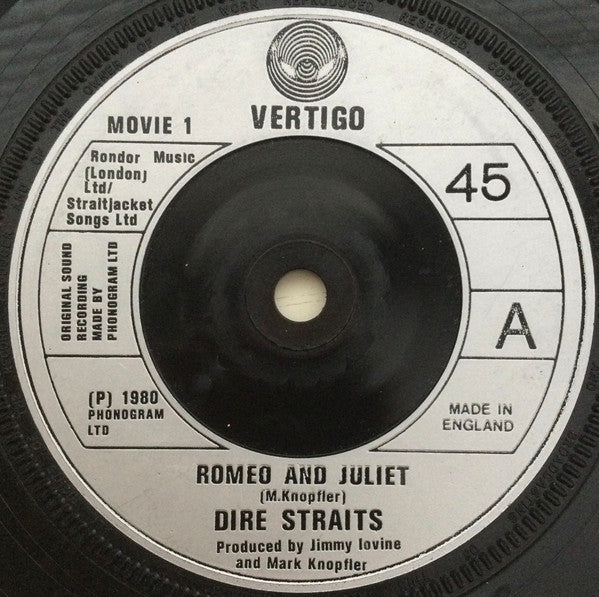 VERTIGO
MOVIE 1
Rondor Music
(London)
Ltd/
Straitjacket
Songs Ltd
45
ORIGINAL SOUND
RECORDING
MADE BY
PHONOGRAM LTD
A
(P) 1980
PHONOGRAM
LTD
MADE IN
ENGLAND
ROMEO AND JULIET
(M.Knopfler)
DIRE STRAITS
Produced by Jimmy Iovine
and Mark Knopfler